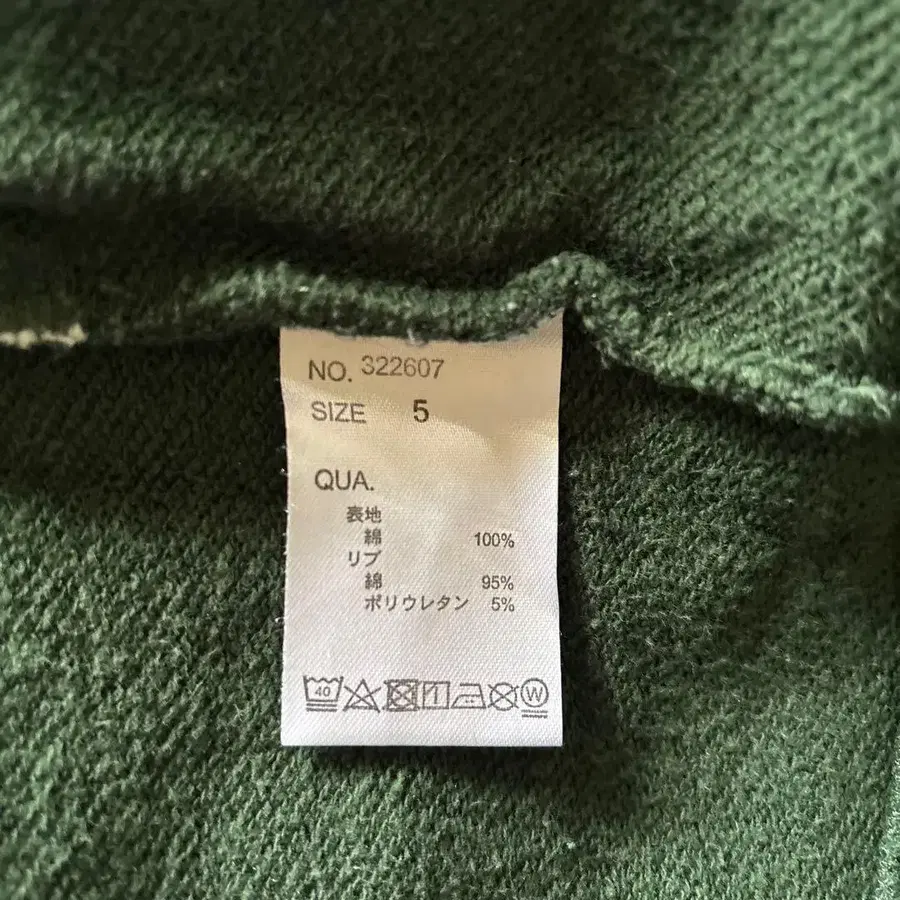 NO. 322607
SIZE 5
QUA.
表地
綿 100%
リブ
綿 95%
ポリウレタン 5%
40 W